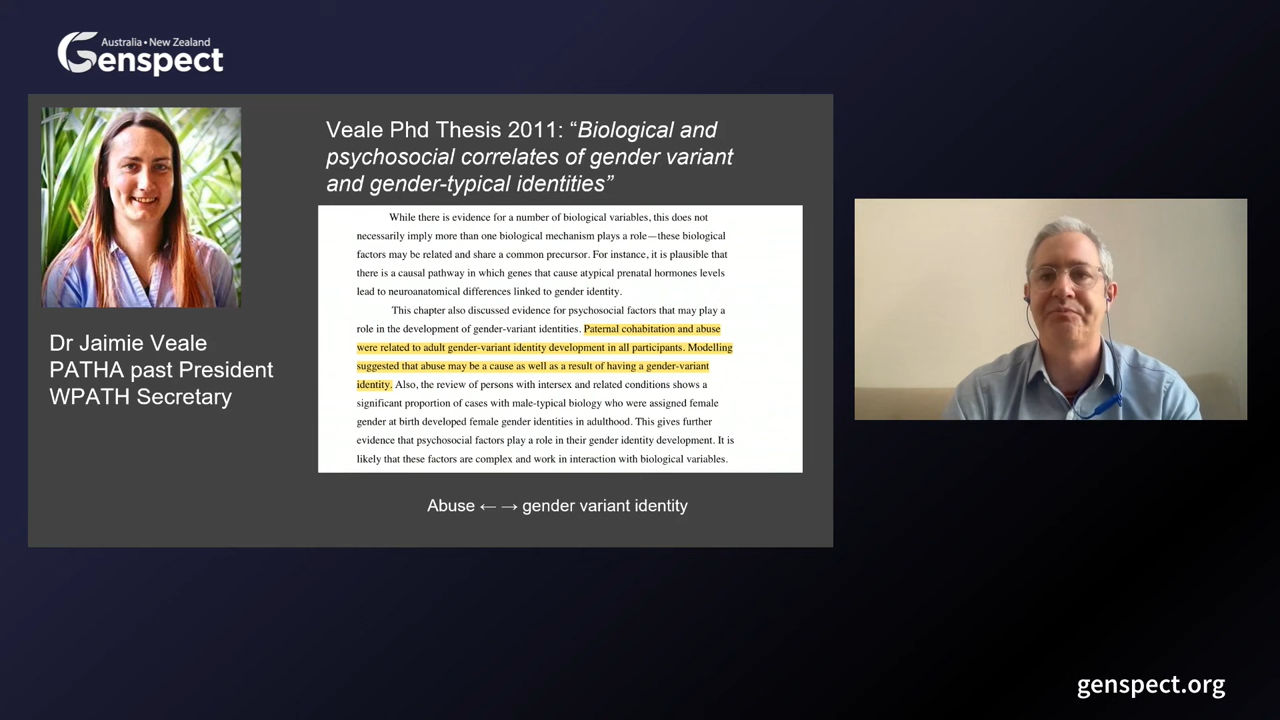 Australia • New Zealand
Genspect
Veale Phd Thesis 2011: “Biological and
psychosocial correlates of gender variant
and gender-typical identities”
While there is evidence for a number of biological variables, this does not
necessarily imply more than one biological mechanism plays a role—these biological
factors may be related and share a common precursor. For instance, it is plausible that
there is a causal pathway in which genes that cause atypical prenatal hormones levels
lead to neuroanatomical differences linked to gender identity.
This chapter also discussed evidence for psychosocial factors that may play a
role in the development of gender-variant identities. Paternal cohabitation and abuse
were related to adult gender-variant identity development in all participants. Modelling
suggested that abuse may be a cause as well as a result of having a gender-variant
identity. Also, the review of persons with intersex and related conditions shows a
significant proportion of cases with male-typical biology who were assigned female
gender at birth developed female gender identities in adulthood. This gives further
evidence that psychosocial factors play a role in their gender identity development. It is
likely that these factors are complex and work in interaction with biological variables.
Dr Jaimie Veale
PATHA past President
WPATH Secretary
Abuse ← → gender variant identity
genspect.org